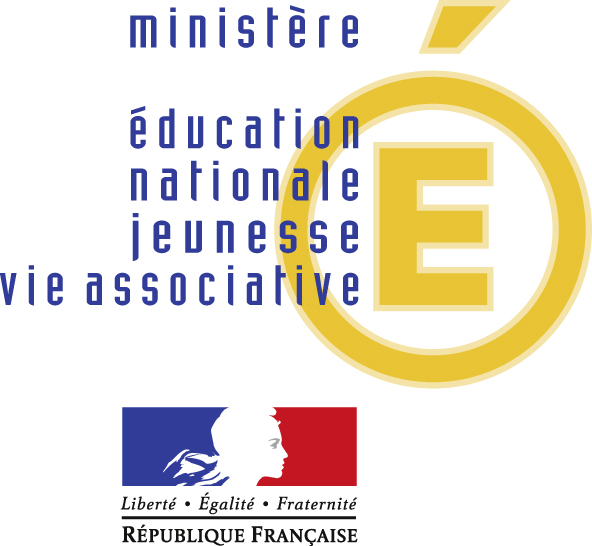 ministère
éducation
nationale
jeunesse
vie associative
É
Liberté • Égalité • Fraternité
RÉPUBLIQUE FRANÇAISE